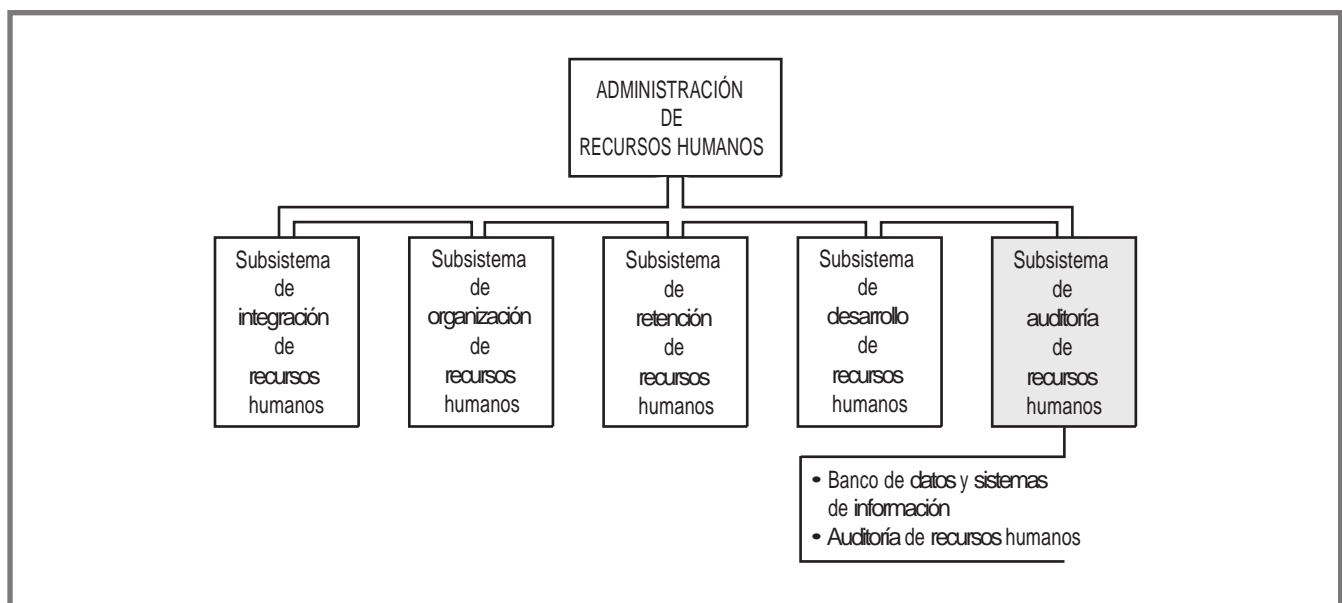 ADMINISTRACIÓN
DE
RECURSOS HUMANOS
Subsistema
de
integración
de
recursos
humanos
Subsistema
de
organización
de
recursos
humanos
Subsistema
de
retención
de
recursos
humanos
Subsistema
de
desarrollo
de
recursos
humanos
Subsistema
de
auditoría
de
recursos
humanos
• Banco de datos y sistemas
de información
• Auditoría de recursos humanos